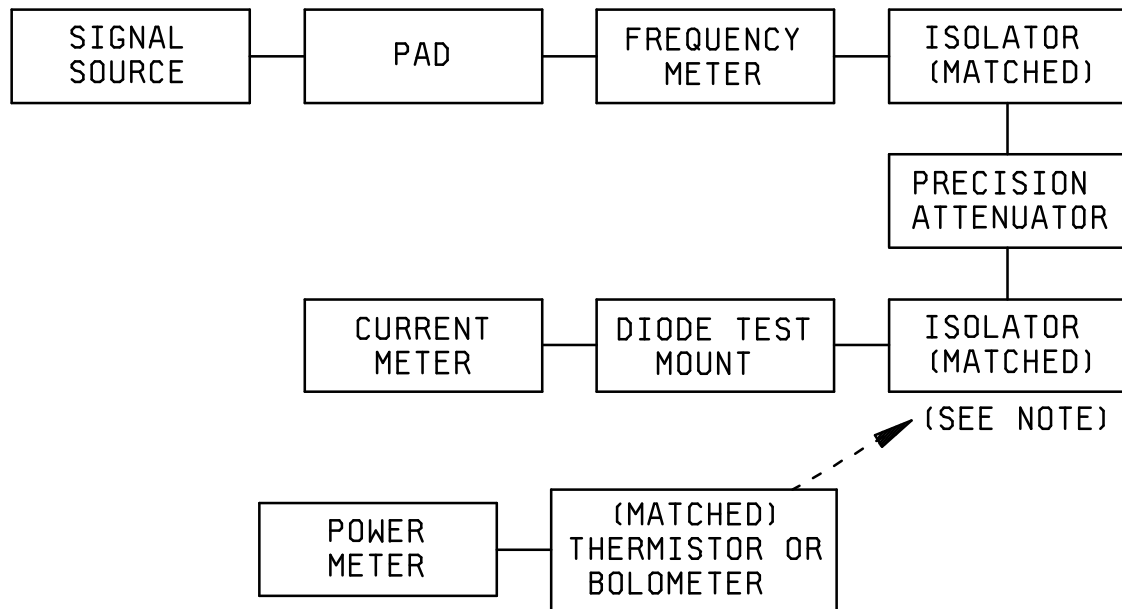 SIGNAL
SOURCE
PAD
FREQUENCY
METER
ISOLATOR
(MATCHED)
PRECISION
ATTENUATOR
CURRENT
METER
DIODE TEST
MOUNT
ISOLATOR
(MATCHED)
(SEE NOTE)
POWER
METER
(MATCHED)
THERMISTOR OR
BOLOMETER